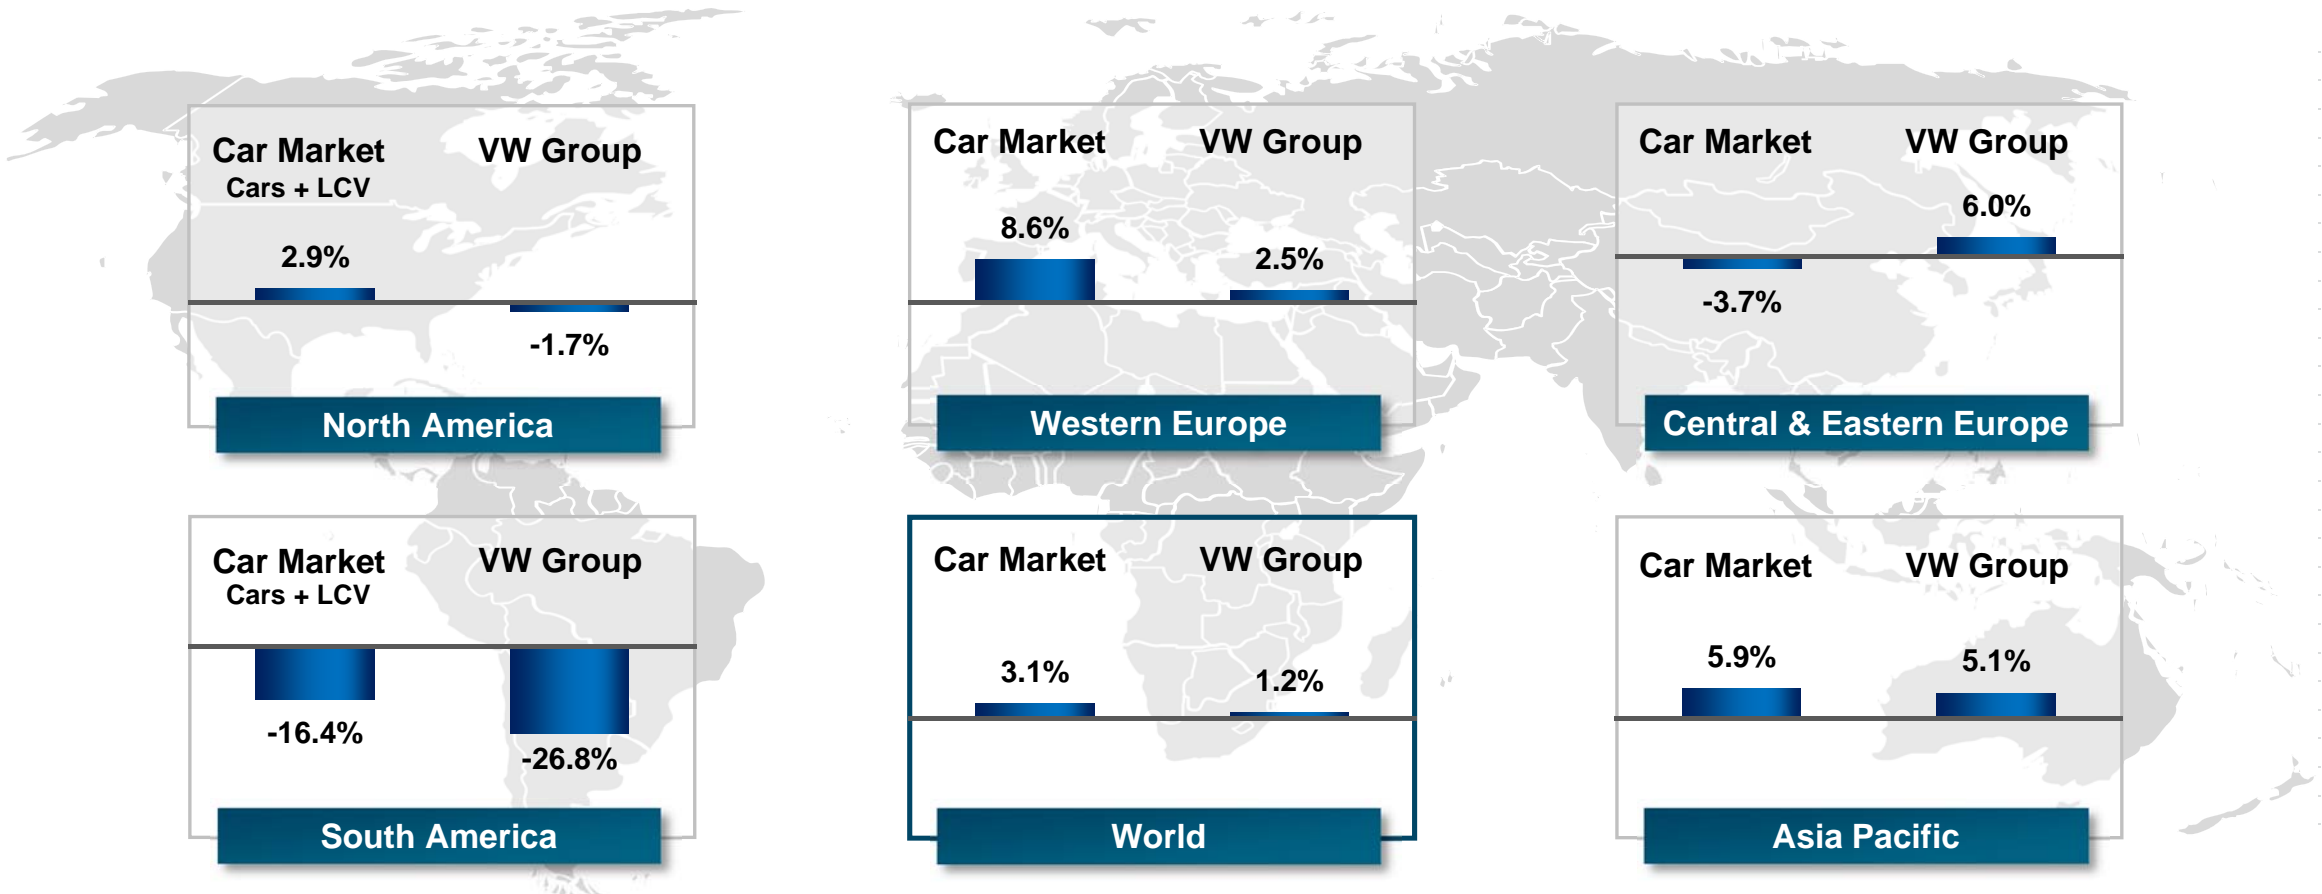 Car Market
Cars + LCV
VW Group
2.9%
-1.7%
North America
Car Market
VW Group
8.6%
2.5%
Western Europe
Car Market
VW Group
6.0%
-3.7%
Central & Eastern Europe
Car Market
Cars + LCV
VW Group
-16.4%
-26.8%
South America
Car Market
VW Group
3.1%
1.2%
World
Car Market
VW Group
5.9%
5.1%
Asia Pacific